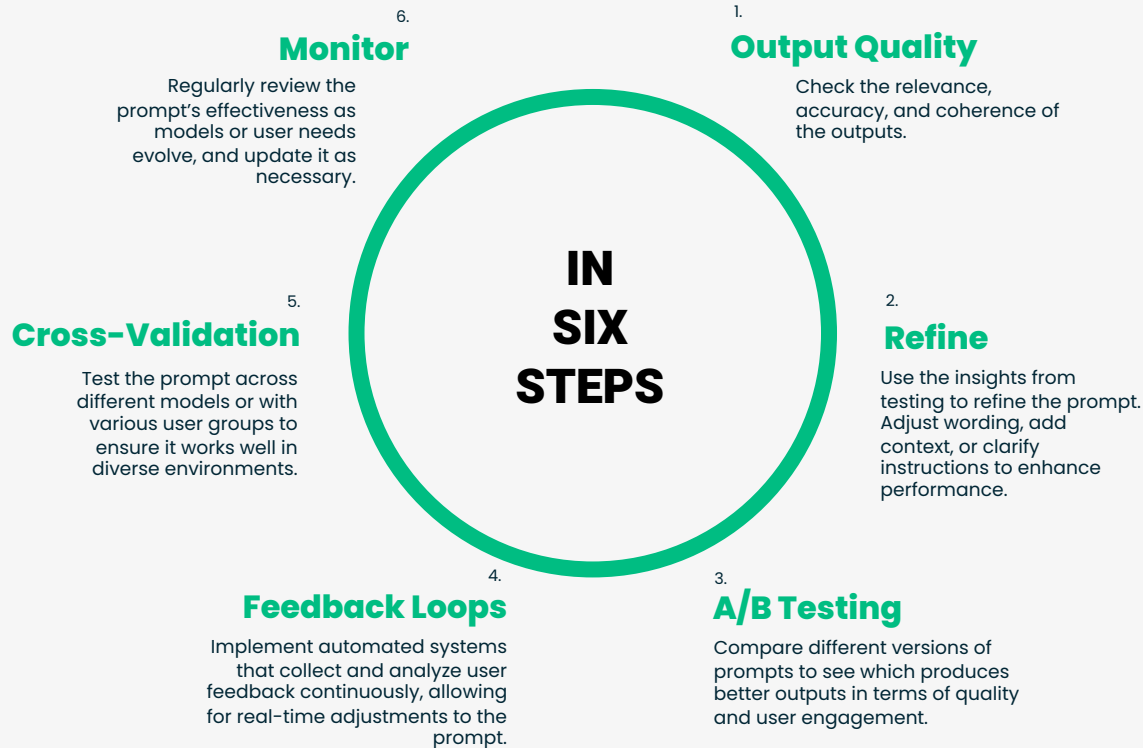 IN
SIX
STEPS
1.
Output Quality
Check the relevance,
accuracy, and coherence of
the outputs.
2.
Refine
Use the insights from
testing to refine the prompt.
Adjust wording, add
context, or clarify
instructions to enhance
performance.
3.
A/B Testing
Compare different versions of
prompts to see which produces
better outputs in terms of quality
and user engagement.
4.
Feedback Loops
Implement automated systems
that collect and analyze user
feedback continuously, allowing
for real-time adjustments to the
prompt.
5.
Cross-Validation
Test the prompt across
different models or with
various user groups to
ensure it works well in
diverse environments.
6.
Monitor
Regularly review the
prompt’s effectiveness as
models or user needs
evolve, and update it as
necessary.